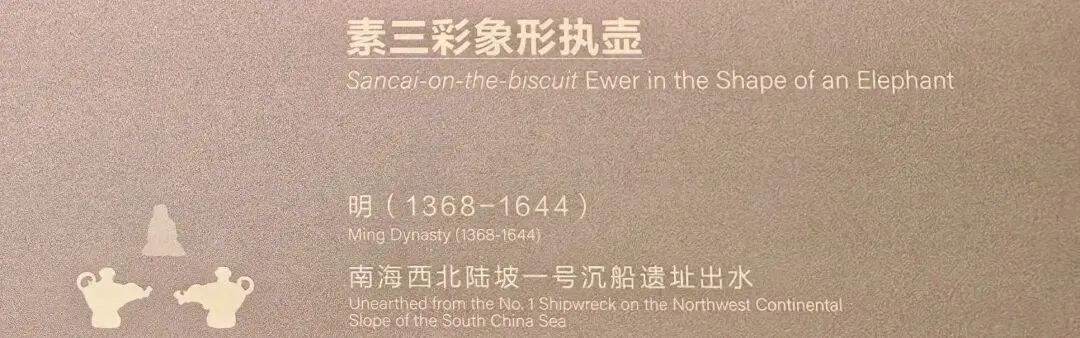 素三彩象形执壶
Sancai-on-the-biscuit Ewer in the Shape of an Elephant
明（1368-1644）
Ming Dynasty (1368-1644)
南海西北陆坡一号沉船遗址出水
Unearthed from the No. 1 Shipwreck on the Northwest Continental
Slope of the South China Sea